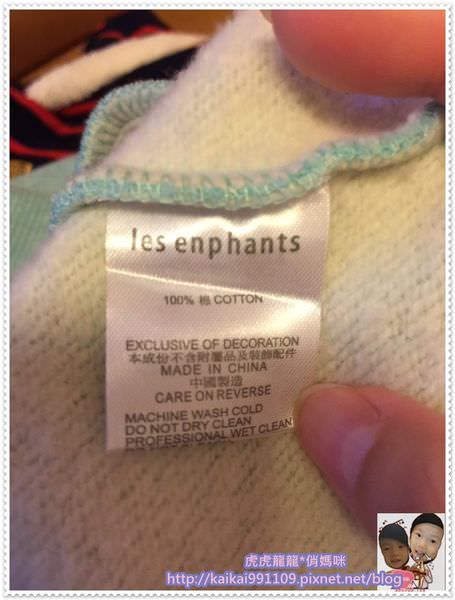 les enphants
100% 棉 COTTON
EXCLUSIVE OF DECORATION
本成份不含附屬品及裝飾配件
MADE IN CHINA
中國製造
CARE ON REVERSE
MACHINE WASH COLD
DO NOT DRY CLEAN
PROFESSIONAL WET CLEAN
虎虎龍龍*俏媽咪
http://kaikai991109.pixnet.net/blog